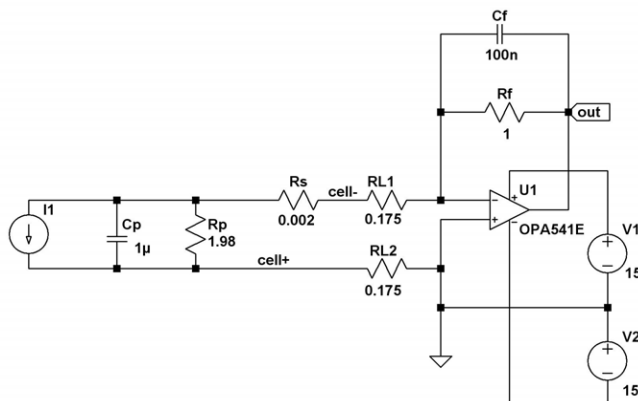 Cf
100n
Rf
1
out
Rs
cell-
RL1
0.002
0.175
U1
OPA541E
I1
Cp
1µ
Rp
1.98
cell+
RL2
0.175
V1
15
V2
15